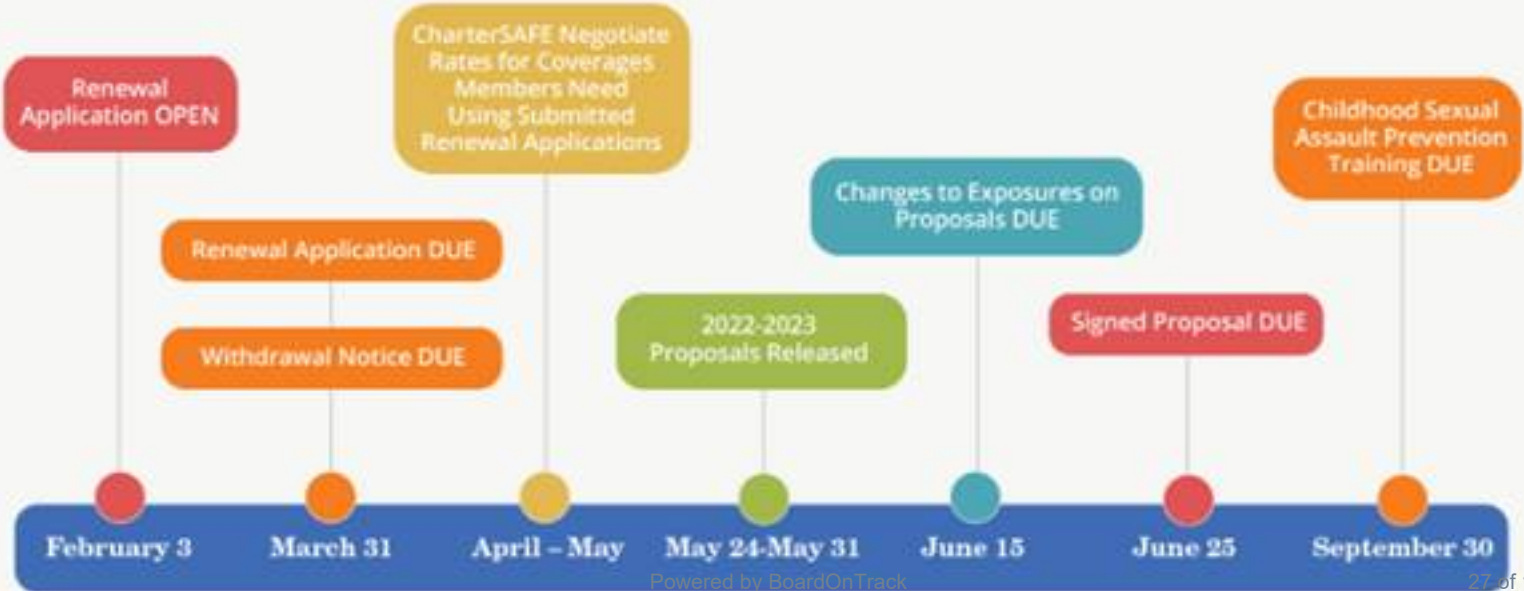 CharterSAFE Negotiate
Rates for Coverages
Members Need
Using Submitted
Renewal Applications
Renewal
Application OPEN
Childhood Sexual
Assault Prevention
Training DUE
Changes to Exposures on
Proposals DUE
Renewal Application DUE
2022-2023
Proposals Released
Signed Proposal DUE
Withdrawal Notice DUE
February 3
March 31
April – May
May 24-May 31
June 15
June 25
September 30
Powered by BoardOnTrack
27 of